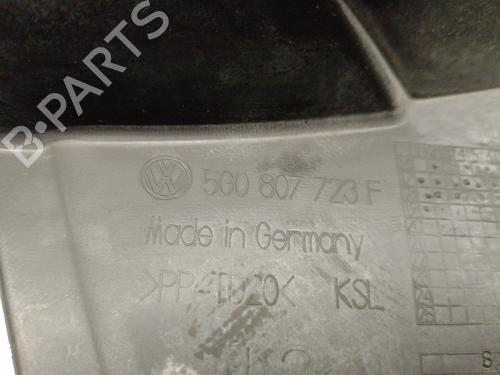 B-PARTS
5G0 807 723 F
Made in Germany
>PP-TD20< KSL